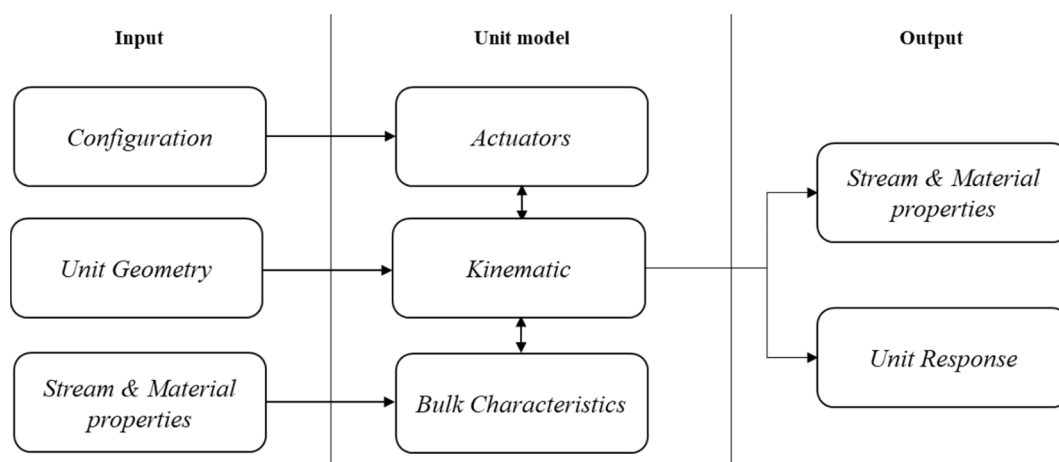 Input
Unit model
Output
Configuration
Actuators
Stream & Material
properties
Unit Geometry
Kinematic
Unit Response
Stream & Material
properties
Bulk Characteristics